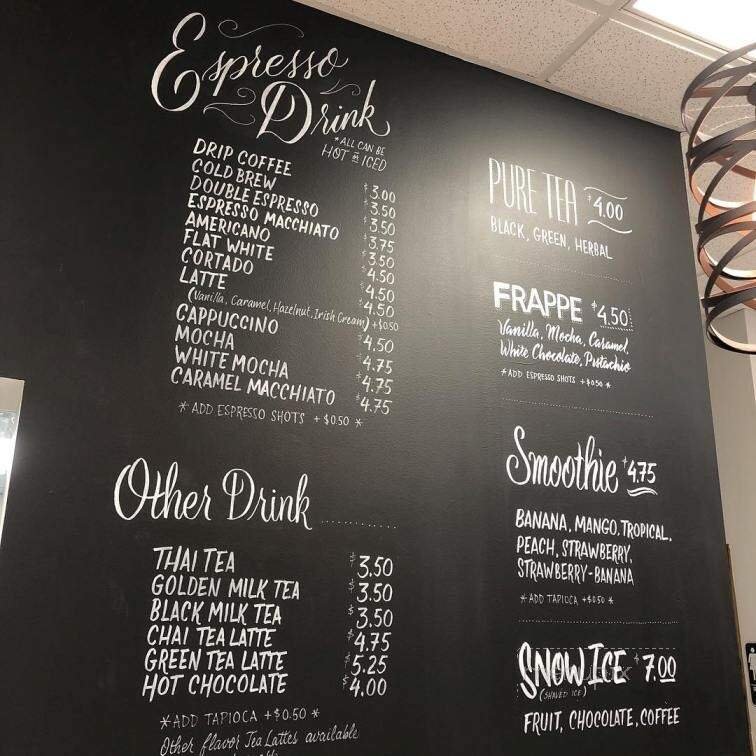 Espresso
Drink
*ALL CAN BE
HOT or ICED
DRIP COFFEE $3.00
COLD BREW $3.50
DOUBLE ESPRESSO $3.50
ESPRESSO MACCHIATO $3.75
AMERICANO $3.50
FLAT WHITE $4.50
CORTADO $4.50
LATTE $4.50
(Vanilla, Caramel, Hazelnut, Irish Cream) +$0.50
CAPPUCCINO $4.50
MOCHA $4.75
WHITE MOCHA $4.75
CARAMEL MACCHIATO $4.75
*ADD ESPRESSO SHOTS +$0.50*
Other Drink
THAI TEA $3.50
GOLDEN MILK TEA $3.50
BLACK MILK TEA $3.50
CHAI TEA LATTE $4.75
GREEN TEA LATTE $5.25
HOT CHOCOLATE $4.00
*ADD TAPIOCA +$0.50*
Other flavor Tea Lattes available
PURE TEA $4.00
BLACK, GREEN, HERBAL
FRAPPE $4.50
Vanilla, Mocha, Caramel,
White Chocolate, Pistachio
*ADD ESPRESSO SHOTS +$0.50*
Smoothie $4.75
BANANA, MANGO, TROPICAL,
PEACH, STRAWBERRY,
STRAWBERRY-BANANA
*ADD TAPIOCA +$0.50*
SNOW ICE $7.00
(SHAVED ICE)
FRUIT, CHOCOLATE, COFFEE